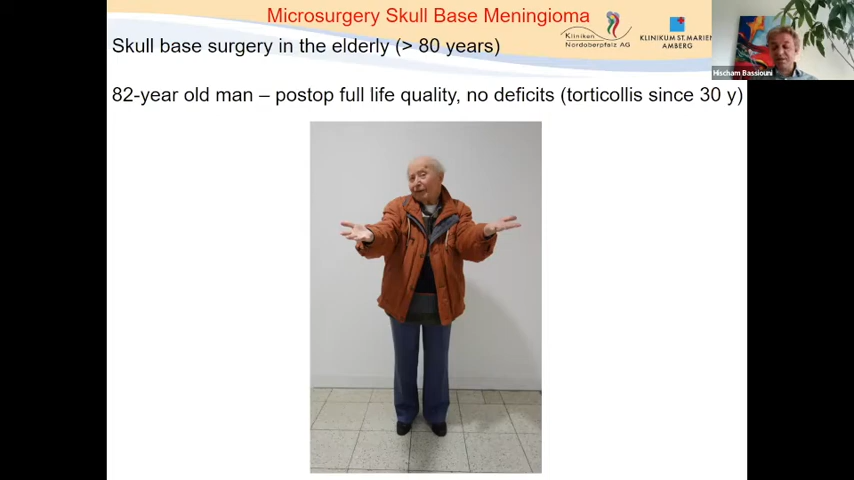 Microsurgery Skull Base Meningioma
Skull base surgery in the elderly (> 80 years)
Kliniken
Nordoberpfalz AG
KLINIKUM ST. MARIEN
AMBERG
Hischam Bassiouni
82-year old man – postop full life quality, no deficits (torticollis since 30 y)